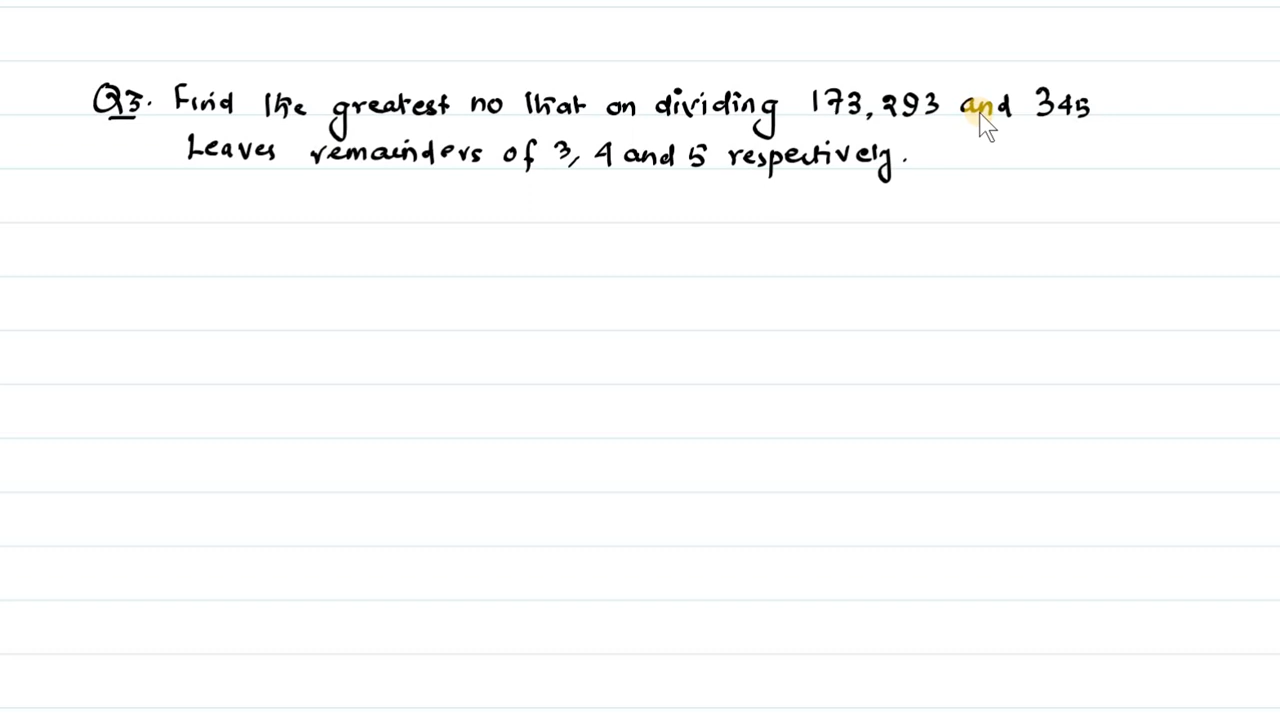 Q3. Find the greatest no that on dividing 173, 293 and 345
Leaves remainders of 3, 4 and 5 respectively.